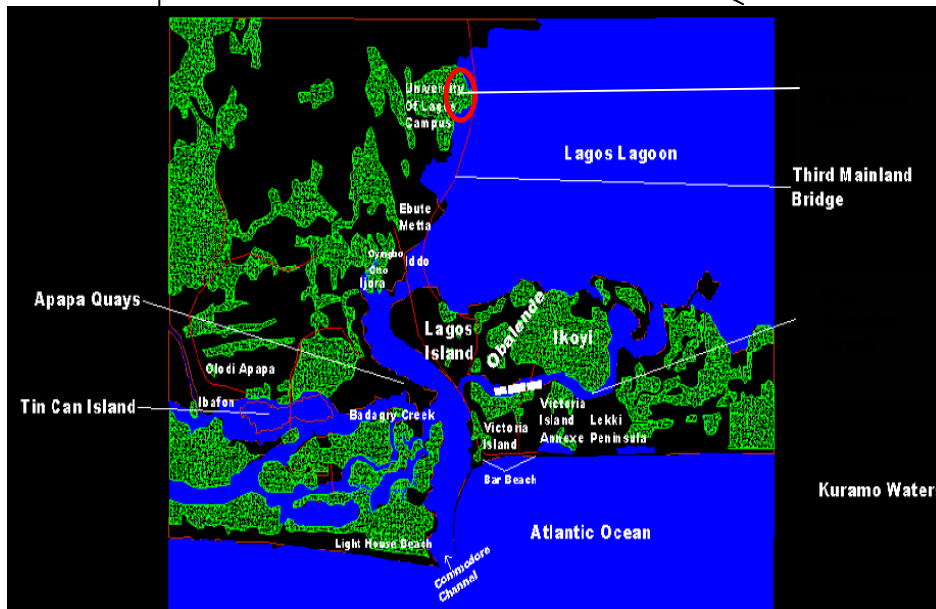 University
Of Lagos
Campus
Lagos Lagoon
Third Mainland
Bridge
Ebute
Metta
Oyingbo
Oto
Iddo
Ijora
Apapa Quays
Lagos
Island
Obalende
Ikoyi
Olodi Apapa
Ibafon
Tin Can Island
Badagry Creek
Victoria
Island
Victoria
Island
Annexe
Lekki
Peninsula
Bar Beach
Kuramo Water
Atlantic Ocean
Light House Beach
Commodore
Channel